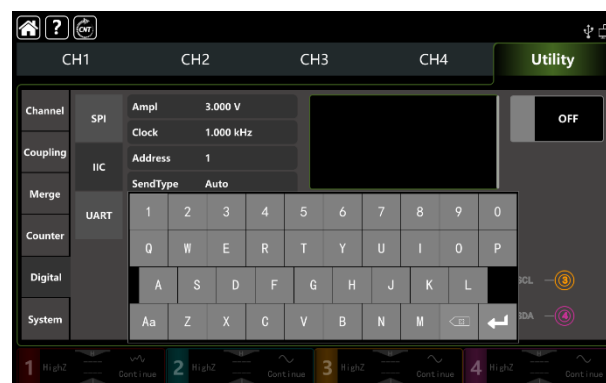 ? CNT
CH1 CH2 CH3 CH4 Utility
Channel
Coupling
Merge
Counter
Digital
System
SPI
IIC
UART
Ampl 3.000 V
Clock 1.000 kHz
Address 1
SendType Auto
OFF
1 2 3 4 5 6 7 8 9 0
Q W E R T Y U I O P
A S D F G H J K L
Aa Z X C V B N M
SCL 3
SDA 4
1 HighZ Continue 2 HighZ Continue 3 HighZ Continue 4 HighZ Continue